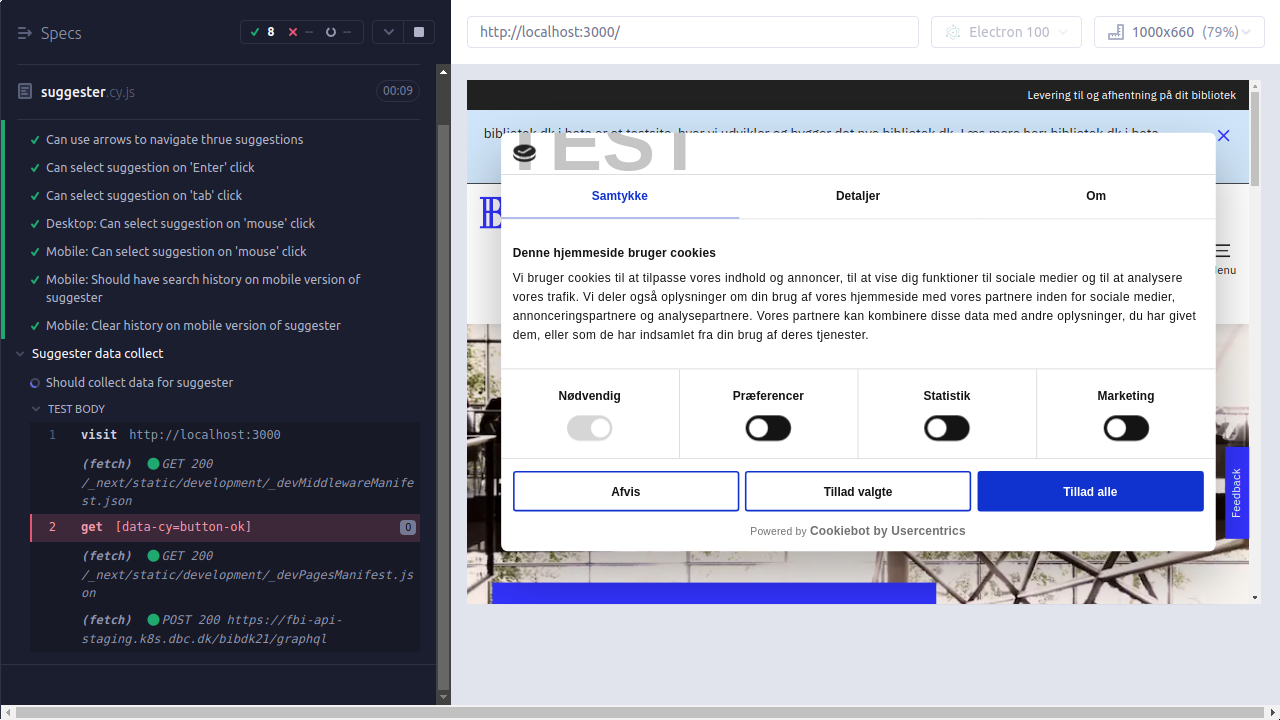 Specs
8
--
--
suggester.cy.js
00:09
Can use arrows to navigate thrue suggestions
Can select suggestion on 'Enter' click
Can select suggestion on 'tab' click
Desktop: Can select suggestion on 'mouse' click
Mobile: Can select suggestion on 'mouse' click
Mobile: Should have search history on mobile version of
suggester
Mobile: Clear history on mobile version of suggester
Suggester data collect
Should collect data for suggester
TEST BODY
1 visit http://localhost:3000
(fetch) GET 200
/_next/static/development/_devMiddlewareManife
st.json
2 get [data-cy=button-ok] 0
(fetch) GET 200
/_next/static/development/_devPagesManifest.js
on
(fetch) POST 200 https://fbi-api-
staging.k8s.dbc.dk/bibdk21/graphql
http://localhost:3000/
Electron 100
1000x660 (79%)
Levering til og afhentning på dit bibliotek
bibliotek.dk i beta er et testsite, hvor vi udvikler og bygger det nye bibliotek.dk. Læs mere her: bibliotek.dk i beta
TEST
Samtykke
Detaljer
Om
Denne hjemmeside bruger cookies
Vi bruger cookies til at tilpasse vores indhold og annoncer, til at vise dig funktioner til sociale medier og til at analysere
vores trafik. Vi deler også oplysninger om din brug af vores hjemmeside med vores partnere inden for sociale medier,
annonceringspartnere og analysepartnere. Vores partnere kan kombinere disse data med andre oplysninger, du har givet
dem, eller som de har indsamlet fra din brug af deres tjenester.
Nødvendig
Præferencer
Statistik
Marketing
Afvis
Tillad valgte
Tillad alle
Powered by Cookiebot by Usercentrics
enu
Feedback